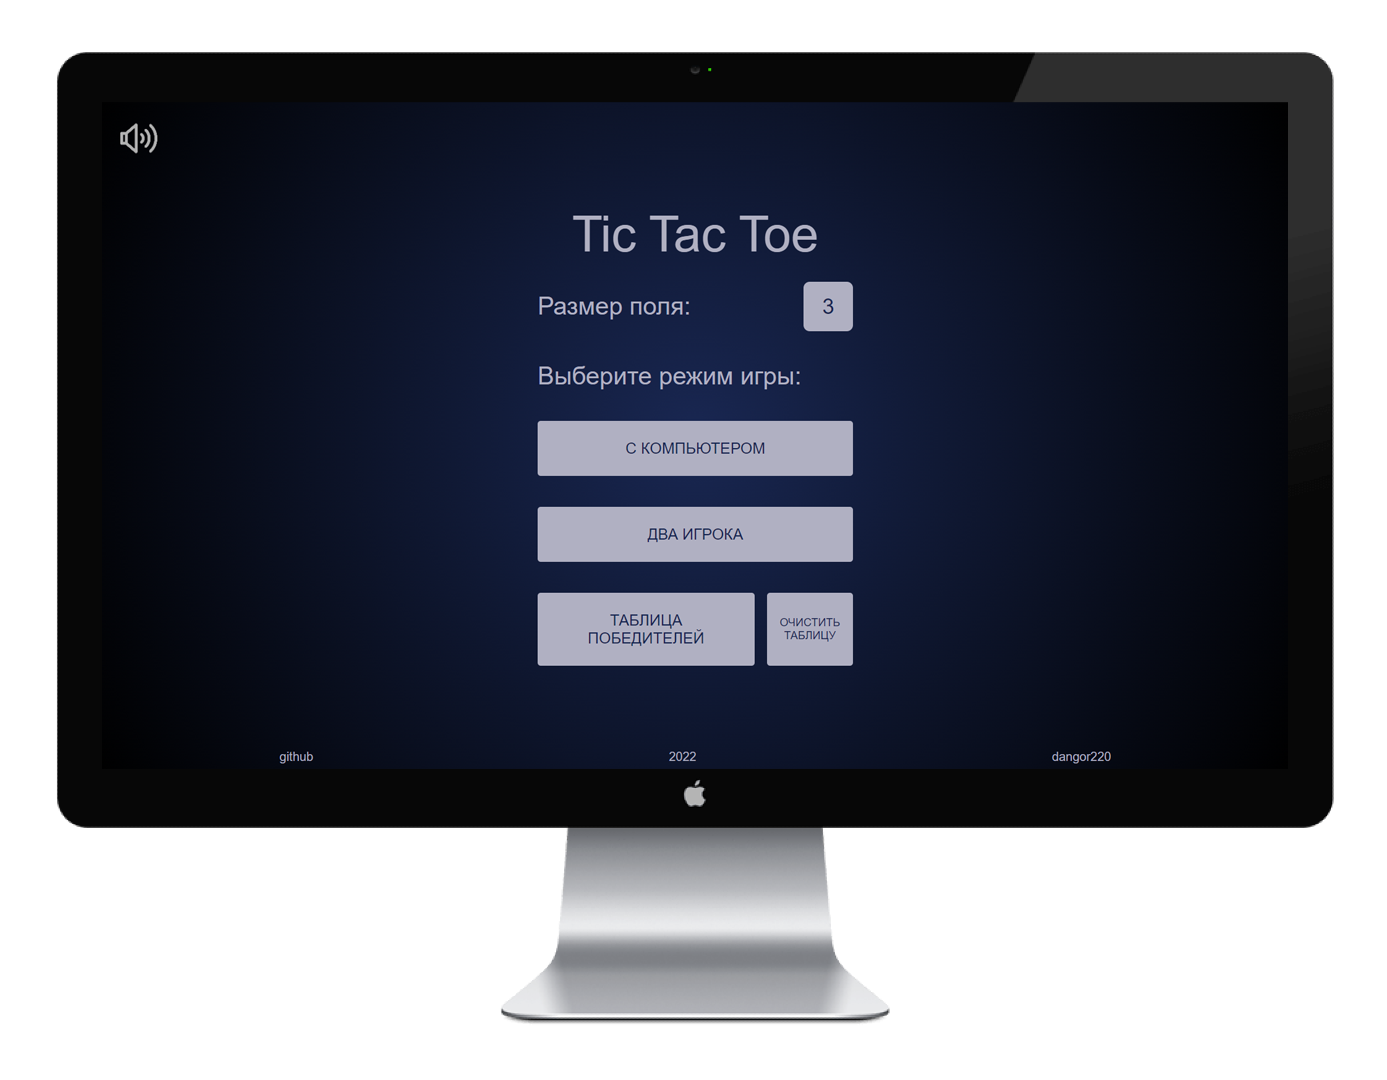 Tic Tac Toe
Размер поля:
3
Выберите режим игры:
С КОМПЬЮТЕРОМ
ДВА ИГРОКА
ТАБЛИЦА
ПОБЕДИТЕЛЕЙ
ОЧИСТИТЬ
ТАБЛИЦУ
github
2022
dangor220